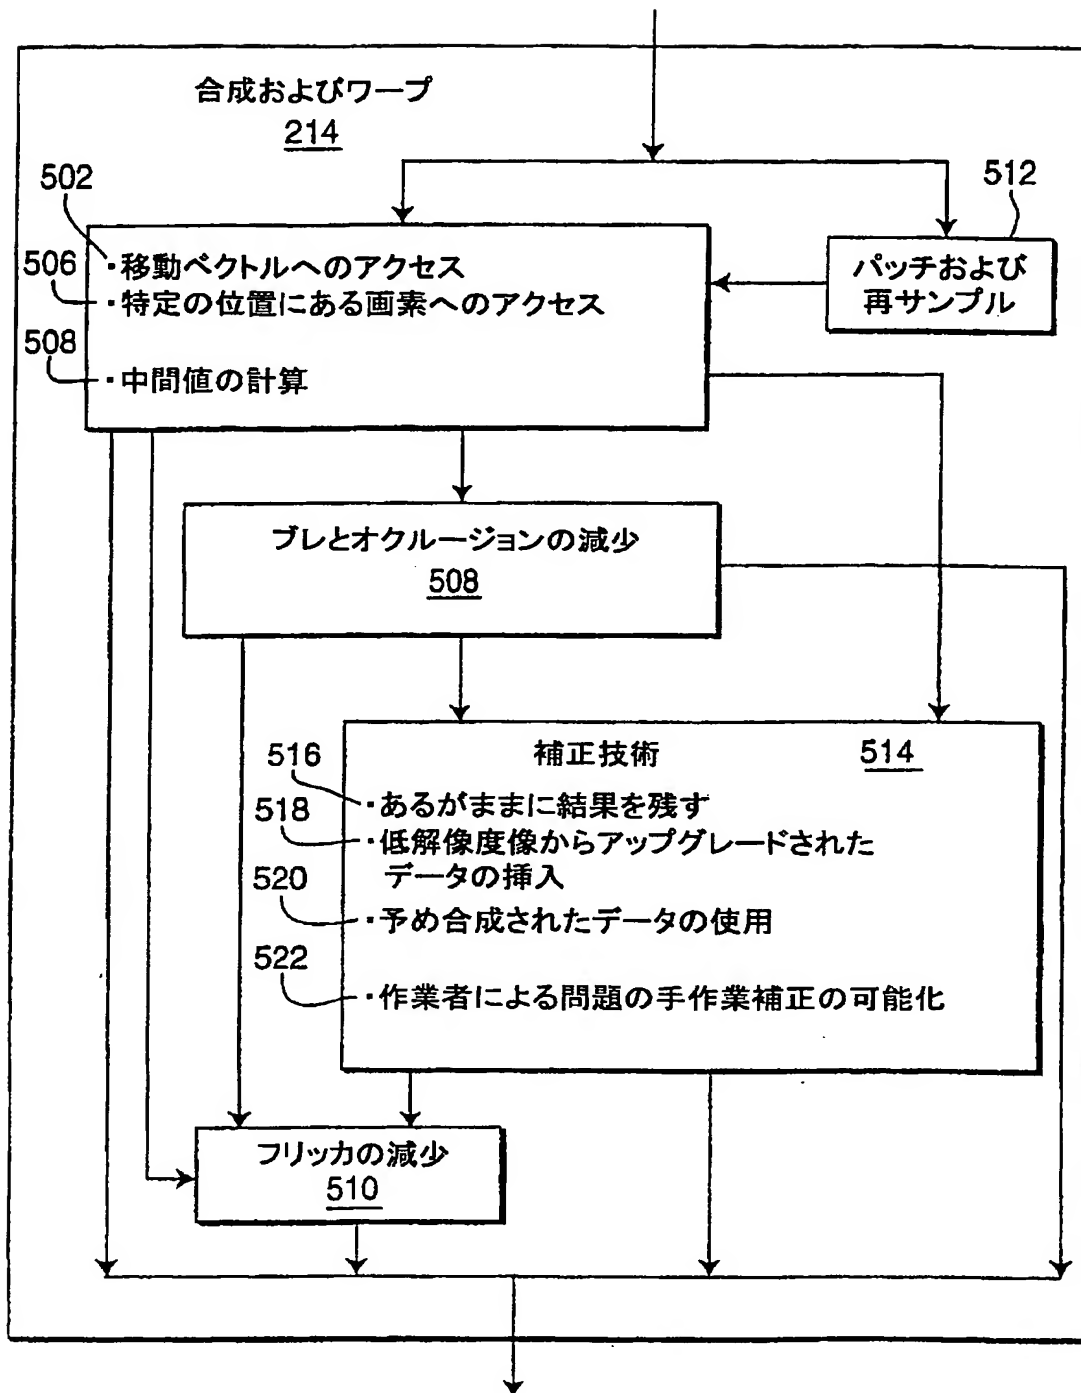 合成およびワープ
214
502
512
506
・移動ベクトルへのアクセス
・特定の位置にある画素へのアクセス
508
・中間値の計算
パッチおよび
再サンプル
ブレとオクルージョンの減少
508
補正技術
514
516
・あるがままに結果を残す
518
・低解像度像からアップグレードされた
データの挿入
520
・予め合成されたデータの使用
522
・作業者による問題の手作業補正の可能化
フリッカの減少
510